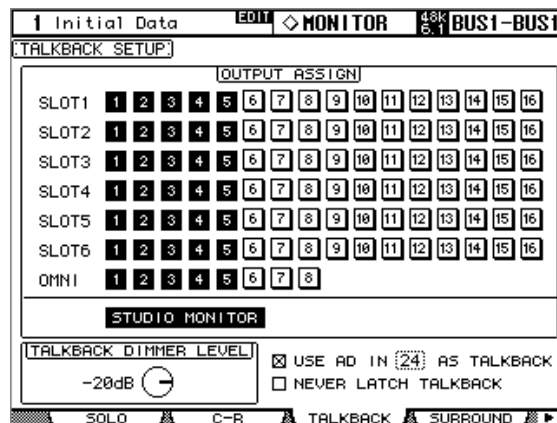 1 Initial Data EDIT ◇MONITOR 48K 6.1 BUS1-BUS1
TALKBACK SETUP
OUTPUT ASSIGN
SLOT1 1 2 3 4 5 6 7 8 9 10 11 12 13 14 15 16
SLOT2 1 2 3 4 5 6 7 8 9 10 11 12 13 14 15 16
SLOT3 1 2 3 4 5 6 7 8 9 10 11 12 13 14 15 16
SLOT4 1 2 3 4 5 6 7 8 9 10 11 12 13 14 15 16
SLOT5 1 2 3 4 5 6 7 8 9 10 11 12 13 14 15 16
SLOT6 1 2 3 4 5 6 7 8 9 10 11 12 13 14 15 16
OMNI 1 2 3 4 5 6 7 8
STUDIO MONITOR
TALKBACK DIMMER LEVEL
-20dB
USE AD IN 24 AS TALKBACK
NEVER LATCH TALKBACK
SOLO C-R TALKBACK SURROUND